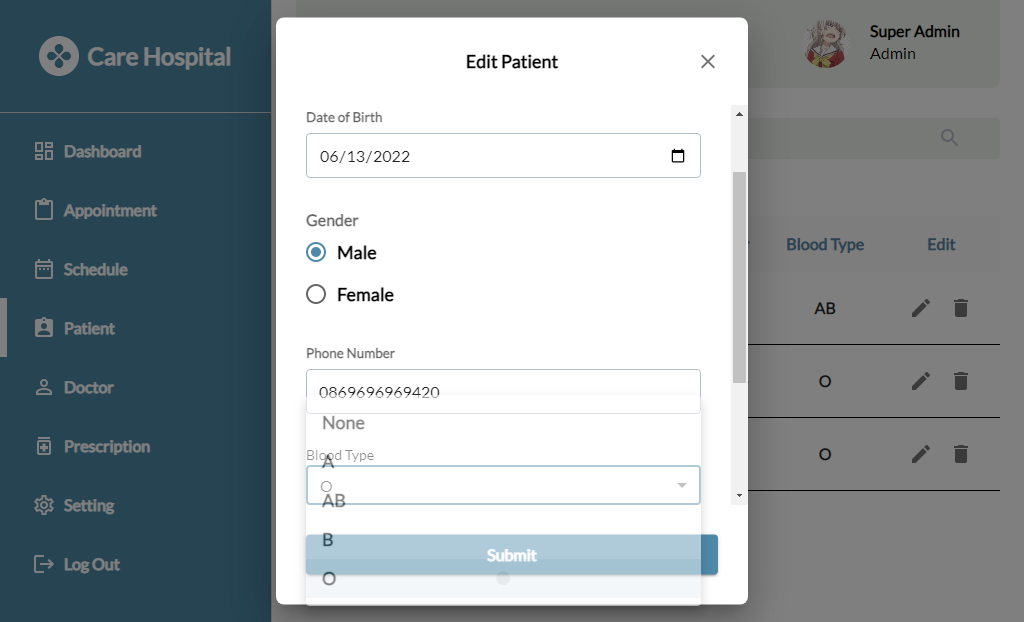 Care Hospital
Dashboard
Appointment
Schedule
Patient
Doctor
Prescription
Setting
Log Out
Edit Patient
Date of Birth
06/13/2022
Gender
Male
Female
Phone Number
0869696969420
None
Blood Type
A
O
AB
B
Submit
O
Super Admin
Admin
Blood Type Edit
AB
O
O